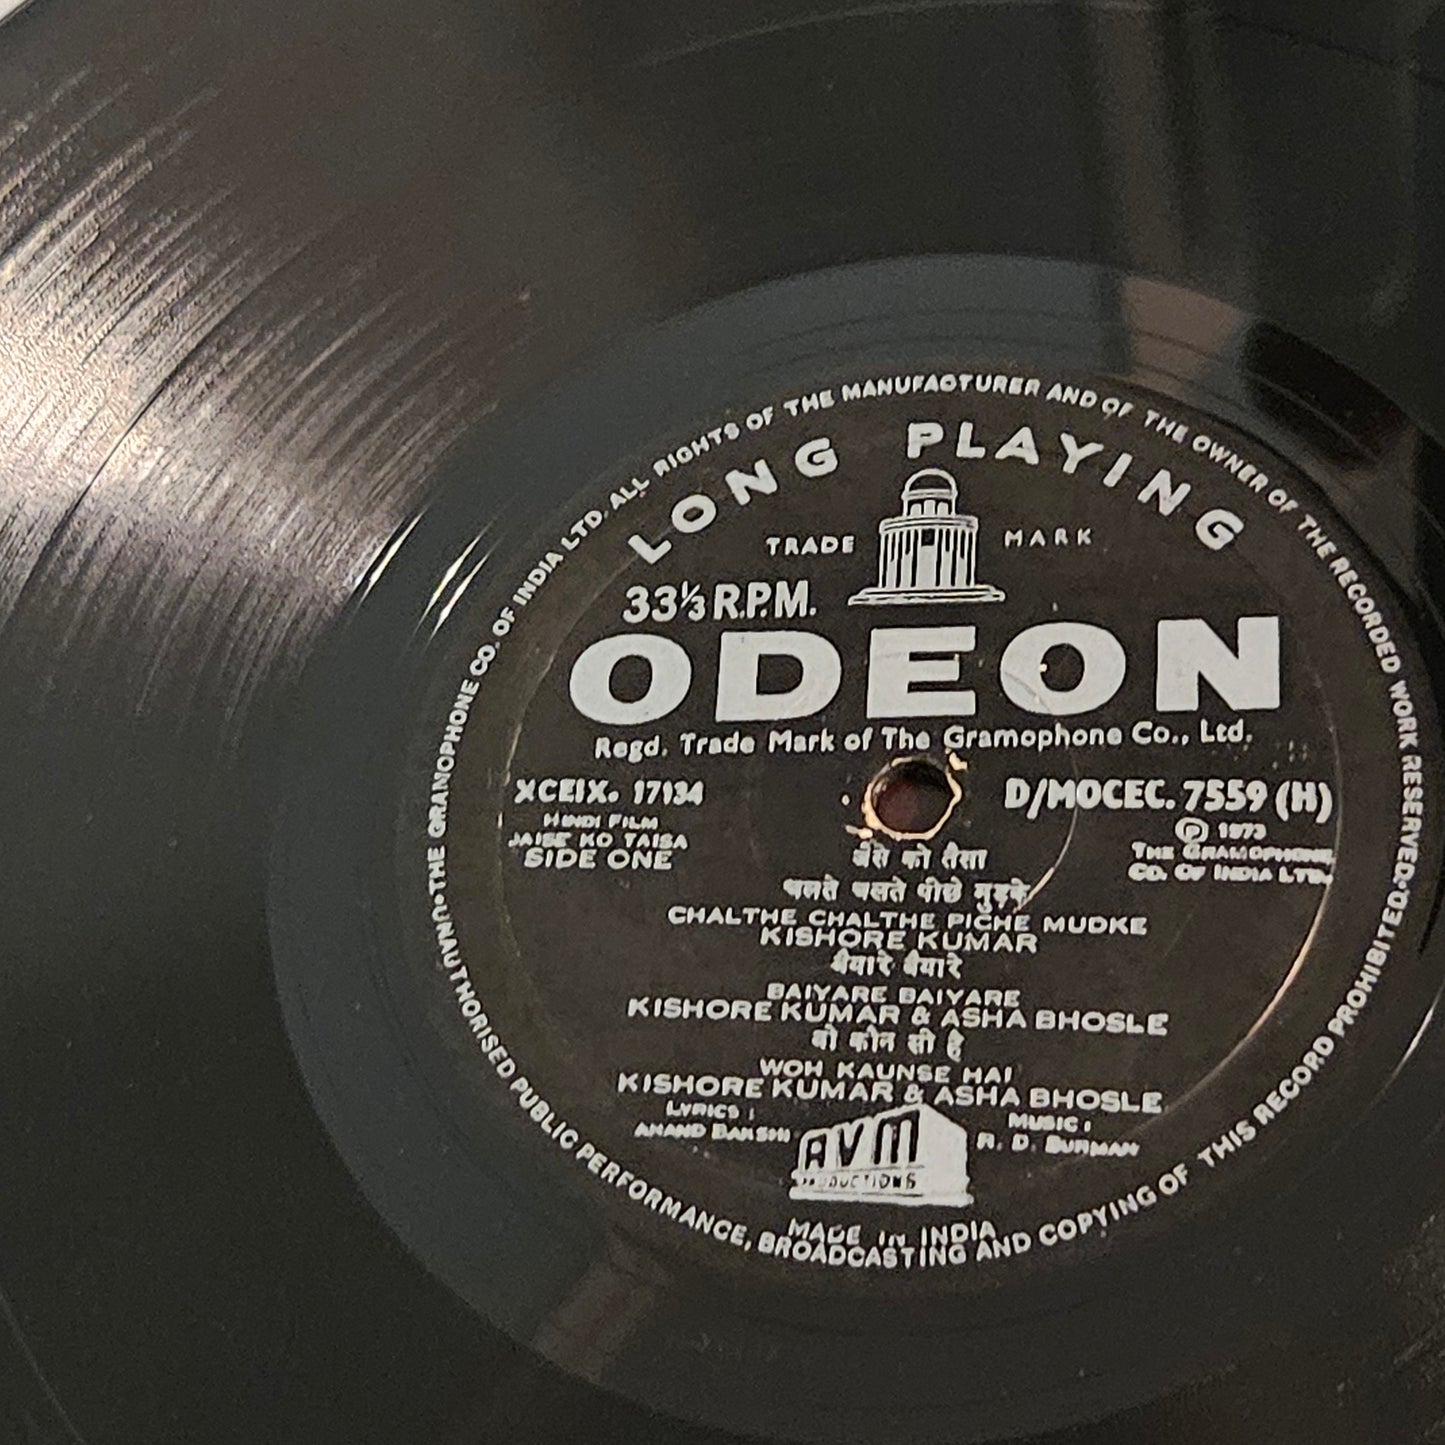 THE GRAMOPHONE CO. OF INDIA LTD. ALL RIGHTS OF THE MANUFACTURER AND OF THE OWNER OF THE RECORDED WORK RESERVED • UNAUTHORISED PUBLIC PERFORMANCE, BROADCASTING AND COPYING OF THIS RECORD PROHIBITED •
LONG PLAYING
TRADE MARK
33⅓ R.P.M.
ODEON
Regd. Trade Mark of The Gramophone Co., Ltd.
XCEIX. 17134
HINDI FILM
JAISE KO TAISA
SIDE ONE
D/MOCEC. 7559 (H)
Ⓟ 1973
THE GRAMOPHONE
CO. OF INDIA LTD.
जैसे को तैसा
चलते चलते पीछे मुड़के
CHALTHE CHALTHE PICHE MUDKE
KISHORE KUMAR
बैयारे बैयारे
BAIYARE BAIYARE
KISHORE KUMAR & ASHA BHOSLE
वो कौन सी है
WOH KAUNSE HAI
KISHORE KUMAR & ASHA BHOSLE
LYRICS :
ANAND BAKSHI
MUSIC :
R. D. BURMAN
AVM
PRODUCTIONS
MADE IN INDIA